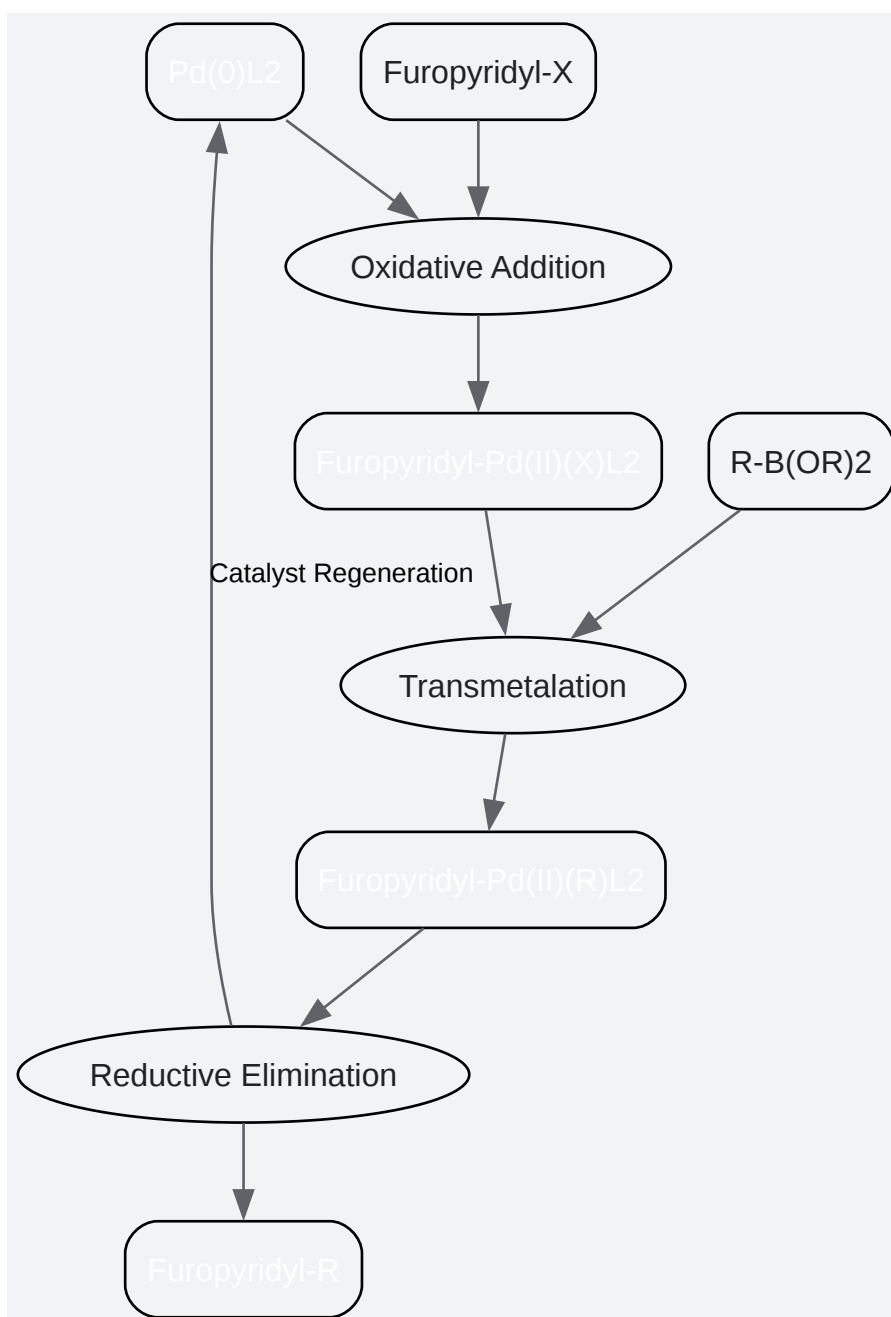 Pd(0)L2
Furopyridyl-X
Oxidative Addition
Furopyridyl-Pd(II)(X)L2
R-B(OR)2
Catalyst Regeneration
Transmetalation
Furopyridyl-Pd(II)(R)L2
Reductive Elimination
Furopyridyl-R